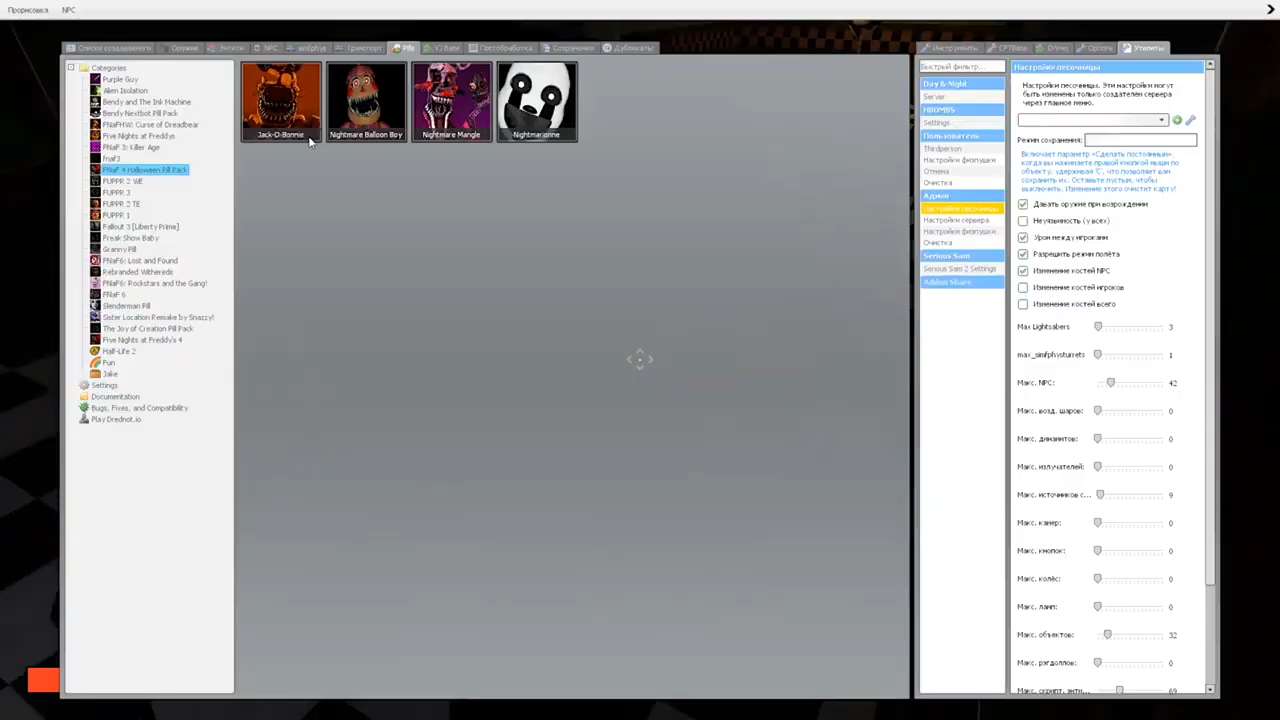 Прорисовка NPC
Списки создаваемого Оружие Энтити NPC simfphys Транспорт Pills VJ Base Постобработка Сохранения Дубликаты
Инструменты CPTBase D-Vreg Options Утилиты
Categories
Purple Guy
Alien Isolation
Bendy and The Ink Machine
Bendy Nextbot Pill Pack
FNaFHW: Curse of Dreadbear
Five Nights at Freddys
FNaF 3: Killer Age
fnaf3
FNaF 4 Halloween Pill Pack
FUPPR 2 WE
FUPPR 3
FUPPR 2 TE
FUPPR 1
Fallout 3 [Liberty Prime]
Freak Show Baby
Granny Pill
FNaF6: Lost and Found
Rebranded Withereds
FNaF6: Rockstars and the Gang!
FNaF 6
Slenderman Pill
Sister Location Remake by Snazzy!
The Joy of Creation Pill Pack
Five Nights at Freddy's 4
Half-Life 2
Fun
Jake
Settings
Documentation
Bugs, Fixes, and Compatibility
Play Drednot.io
Jack-O-Bonnie
Nightmare Balloon Boy
Nightmare Mangle
Nightmarionne
Быстрый фильтр...
Day & Night
Server
HBOMBS
Settings
Пользователь
Thirdperson
Настройки физпушки
Отмена
Очистка
Админ
Настройки песочницы
Настройки сервера
Настройки физпушки
Очистка
Serious Sam
Serious Sam 2 Settings
Addon Share
Настройки песочницы
Настройки песочницы. Эти настройки могут
быть изменены только создателем сервера
через главное меню.
Режим сохранения:
Включает параметр «Сделать постоянным»,
когда вы нажимаете правой кнопкой мыши по
объекту, удерживая 'C', что позволяет вам
сохранить их. Оставьте пустым, чтобы
выключить. Изменение этого очистит карту!
Давать оружие при возрождении
Неуязвимость (у всех)
Урон между игроками
Разрешить режим полёта
Изменение костей NPC
Изменение костей игроков
Изменение костей всего
Max Lightsabers 3
max_simfphysturrets 1
Макс. NPC: 42
Макс. возд. шаров: 0
Макс. динамитов: 0
Макс. излучателей: 0
Макс. источников с... 9
Макс. камер: 0
Макс. кнопок: 0
Макс. колёс: 0
Макс. ламп: 0
Макс. объектов: 32
Макс. рэгдоллов: 0
Макс. скрипт. энти... 69